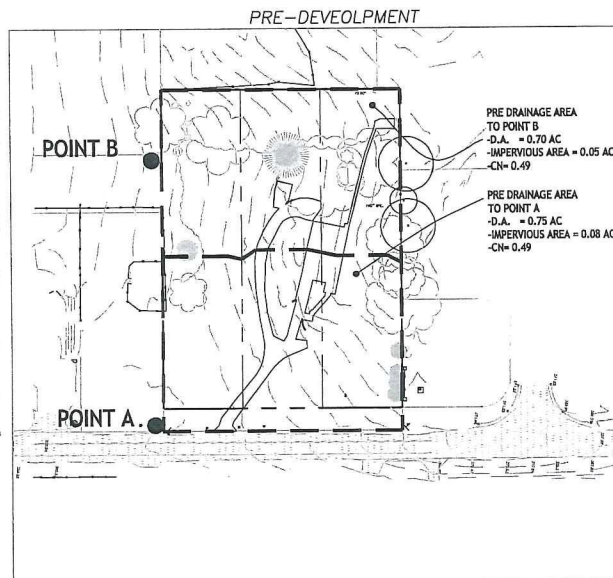 PRE-DEVEOLPMENT
POINT B
PRE DRAINAGE AREA
TO POINT B
-D.A. = 0.70 AC
-IMPERVIOUS AREA = 0.05 AC
-CN= 0.49
PRE DRAINAGE AREA
TO POINT A
-D.A. = 0.75 AC
-IMPERVIOUS AREA = 0.08 AC
-CN= 0.49
POINT A